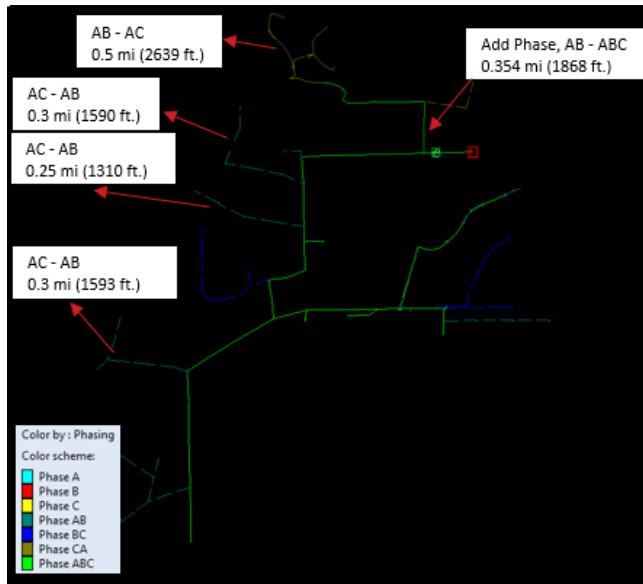 AB - AC
0.5 mi (2639 ft.)
Add Phase, AB - ABC
0.354 mi (1868 ft.)
AC - AB
0.3 mi (1590 ft.)
AC - AB
0.25 mi (1310 ft.)
AC - AB
0.3 mi (1593 ft.)
Color by : Phasing
Color scheme:
Phase A
Phase B
Phase C
Phase AB
Phase BC
Phase CA
Phase ABC